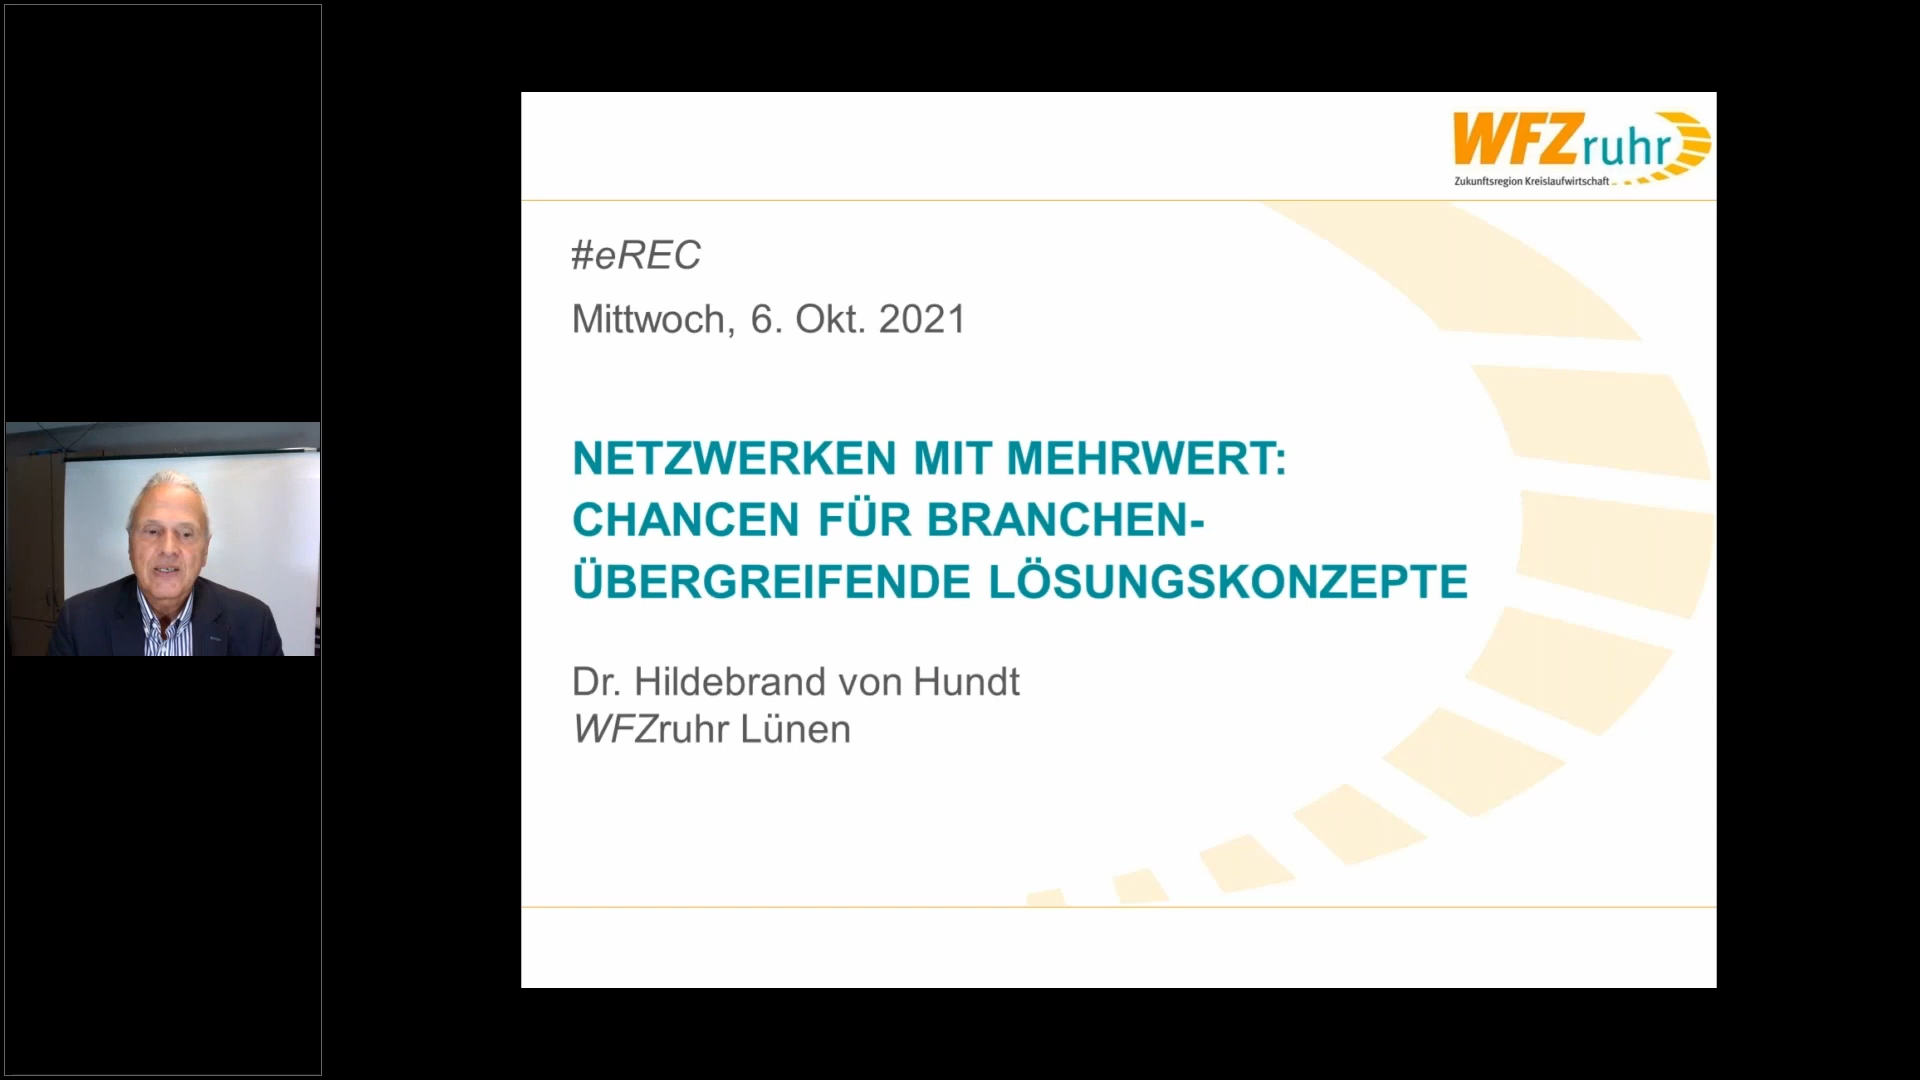 WFZruhr
Zukunftsregion Kreislaufwirtschaft
#eREC
Mittwoch, 6. Okt. 2021
NETZWERKEN MIT MEHRWERT:
CHANCEN FÜR BRANCHEN-
ÜBERGREIFENDE LÖSUNGSKONZEPTE
Dr. Hildebrand von Hundt
WFZruhr Lünen